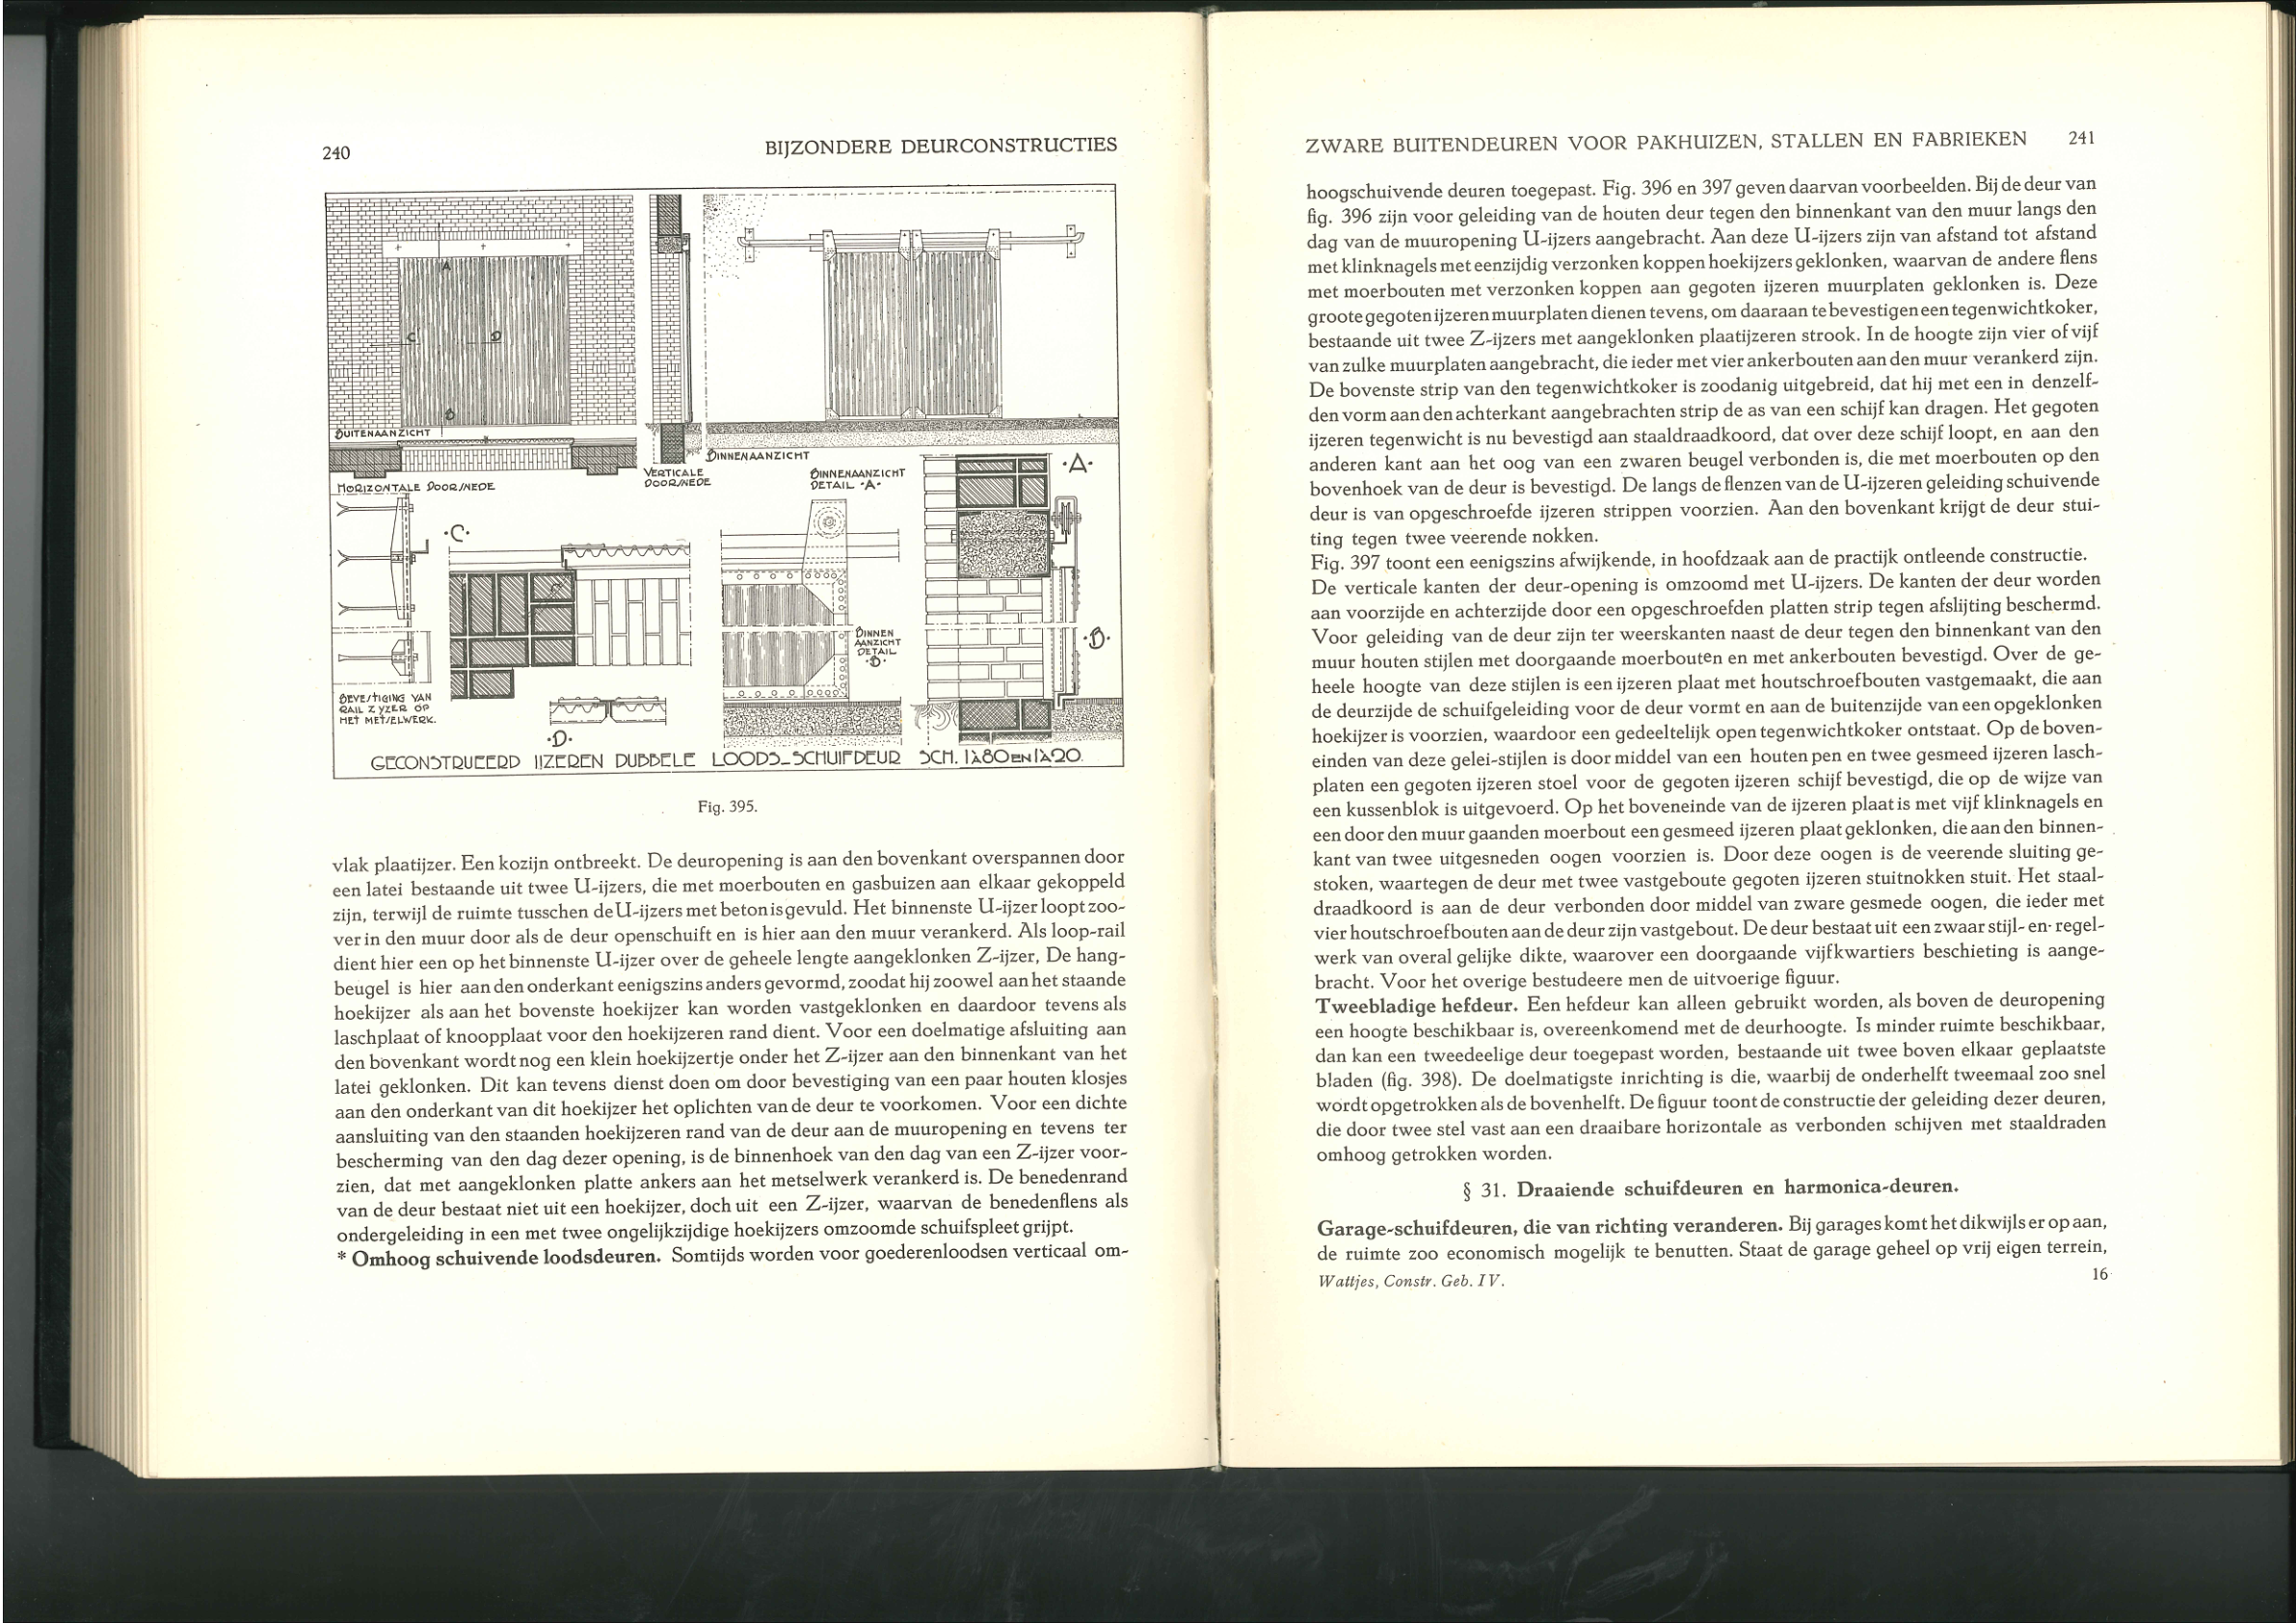 240
BIJZONDERE DEURCONSTRUCTIES
A
C
D
B
BUITENAANZICHT
HORIZONTALE DOORSNEDE
VERTICALE
DOORSNEDE
BINNENAANZICHT
BINNENAANZICHT
DETAIL ·A·
·A·
·C·
BINNEN
AANZICHT
DETAIL
·B·
·B·
BEVESTIGING VAN
RAIL Z YZER OP
HET METSELWERK.
·D·
GECONSTRUEERD IJZEREN DUBBELE LOODS-SCHUIFDEUR SCH. 1 à 80 EN 1 à 20.
Fig. 395.
vlak plaatijzer. Een kozijn ontbreekt. De deuropening is aan den bovenkant overspannen door
een latei bestaande uit twee U-ijzers, die met moerbouten en gasbuizen aan elkaar gekoppeld
zijn, terwijl de ruimte tusschen de U-ijzers met beton is gevuld. Het binnenste U-ijzer loopt zoo-
ver in den muur door als de deur openschuift en is hier aan den muur verankerd. Als loop-rail
dient hier een op het binnenste U-ijzer over de geheele lengte aangeklonken Z-ijzer, De hang-
beugel is hier aan den onderkant eenigszins anders gevormd, zoodat hij zoowel aan het staande
hoekijzer als aan het bovenste hoekijzer kan worden vastgeklonken en daardoor tevens als
laschplaat of knoopplaat voor den hoekijzeren rand dient. Voor een doelmatige afsluiting aan
den bovenkant wordt nog een klein hoekijzertje onder het Z-ijzer aan den binnenkant van het
latei geklonken. Dit kan tevens dienst doen om door bevestiging van een paar houten klosjes
aan den onderkant van dit hoekijzer het oplichten van de deur te voorkomen. Voor een dichte
aansluiting van den staanden hoekijzeren rand van de deur aan de muuropening en tevens ter
bescherming van den dag dezer opening, is de binnenhoek van den dag van een Z-ijzer voor-
zien, dat met aangeklonken platte ankers aan het metselwerk verankerd is. De benedenrand
van de deur bestaat niet uit een hoekijzer, doch uit een Z-ijzer, waarvan de benedenflens als
ondergeleiding in een met twee ongelijkzijdige hoekijzers omzoomde schuifspleet grijpt.
* Omhoog schuivende loodsdeuren. Somtijds worden voor goederenloodsen verticaal om-
ZWARE BUITENDEUREN VOOR PAKHUIZEN, STALLEN EN FABRIEKEN 241
hoogschuivende deuren toegepast. Fig. 396 en 397 geven daarvan voorbeelden. Bij de deur van
fig. 396 zijn voor geleiding van de houten deur tegen den binnenkant van den muur langs den
dag van de muuropening U-ijzers aangebracht. Aan deze U-ijzers zijn van afstand tot afstand
met klinknagels met eenzijdig verzonken koppen hoekijzers geklonken, waarvan de andere flens
met moerbouten met verzonken koppen aan gegoten ijzeren muurplaten geklonken is. Deze
groote gegoten ijzeren muurplaten dienen tevens, om daaraan te bevestigen een tegenwichtkoker,
bestaande uit twee Z-ijzers met aangeklonken plaatijzeren strook. In de hoogte zijn vier of vijf
van zulke muurplaten aangebracht, die ieder met vier ankerbouten aan den muur verankerd zijn.
De bovenste strip van den tegenwichtkoker is zoodanig uitgebreid, dat hij met een in denzelf-
den vorm aan den achterkant aangebrachten strip de as van een schijf kan dragen. Het gegoten
ijzeren tegenwicht is nu bevestigd aan staaldraadkoord, dat over deze schijf loopt, en aan den
anderen kant aan het oog van een zwaren beugel verbonden is, die met moerbouten op den
bovenhoek van de deur is bevestigd. De langs de flenzen van de U-ijzeren geleiding schuivende
deur is van opgeschroefde ijzeren strippen voorzien. Aan den bovenkant krijgt de deur stui-
ting tegen twee veerende nokken.
Fig. 397 toont een eenigszins afwijkende, in hoofdzaak aan de practijk ontleende constructie.
De verticale kanten der deur-opening is omzoomd met U-ijzers. De kanten der deur worden
aan voorzijde en achterzijde door een opgeschroefden platten strip tegen afslijting beschermd.
Voor geleiding van de deur zijn ter weerskanten naast de deur tegen den binnenkant van den
muur houten stijlen met doorgaande moerbouten en met ankerbouten bevestigd. Over de ge-
heele hoogte van deze stijlen is een ijzeren plaat met houtschroefbouten vastgemaakt, die aan
de deurzijde de schuifgeleiding voor de deur vormt en aan de buitenzijde van een opgeklonken
hoekijzer is voorzien, waardoor een gedeeltelijk open tegenwichtkoker ontstaat. Op de boven-
einden van deze gelei-stijlen is door middel van een houten pen en twee gesmeed ijzeren lasch-
platen een gegoten ijzeren stoel voor de gegoten ijzeren schijf bevestigd, die op de wijze van
een kussenblok is uitgevoerd. Op het boveneinde van de ijzeren plaat is met vijf klinknagels en
een door den muur gaanden moerbout een gesmeed ijzeren plaat geklonken, die aan den binnen-
kant van twee uitgesneden oogen voorzien is. Door deze oogen is de veerende sluiting ge-
stoken, waartegen de deur met twee vastgeboute gegoten ijzeren stuitnokken stuit. Het staal-
draadkoord is aan de deur verbonden door middel van zware gesmede oogen, die ieder met
vier houtschroefbouten aan de deur zijn vastgebout. De deur bestaat uit een zwaar stijl- en regel-
werk van overal gelijke dikte, waarover een doorgaande vijfkwartiers beschieting is aange-
bracht. Voor het overige bestudeere men de uitvoerige figuur.
Tweebladige hefdeur. Een hefdeur kan alleen gebruikt worden, als boven de deuropening
een hoogte beschikbaar is, overeenkomend met de deurhoogte. Is minder ruimte beschikbaar,
dan kan een tweedeelige deur toegepast worden, bestaande uit twee boven elkaar geplaatste
bladen (fig. 398). De doelmatigste inrichting is die, waarbij de onderhelft tweemaal zoo snel
wordt opgetrokken als de bovenhelft. De figuur toont de constructie der geleiding dezer deuren,
die door twee stel vast aan een draaibare horizontale as verbonden schijven met staaldraden
omhoog getrokken worden.
§ 31. Draaiende schuifdeuren en harmonica-deuren.
Garage-schuifdeuren, die van richting veranderen. Bij garages komt het dikwijls er op aan,
de ruimte zoo economisch mogelijk te benutten. Staat de garage geheel op vrij eigen terrein,
Wattjes, Constr. Geb. IV.
16